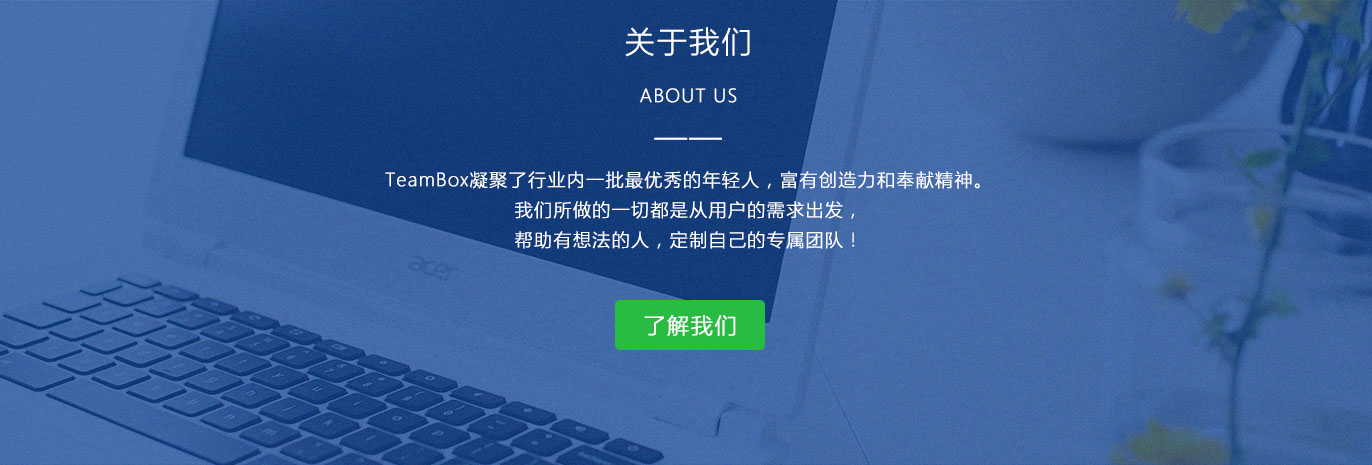 关于我们
ABOUT US
TeamBox凝聚了行业内一批最优秀的年轻人，富有创造力和奉献精神。
我们所做的一切都是从用户的需求出发，
帮助有想法的人，定制自己的专属团队！
acer
了解我们